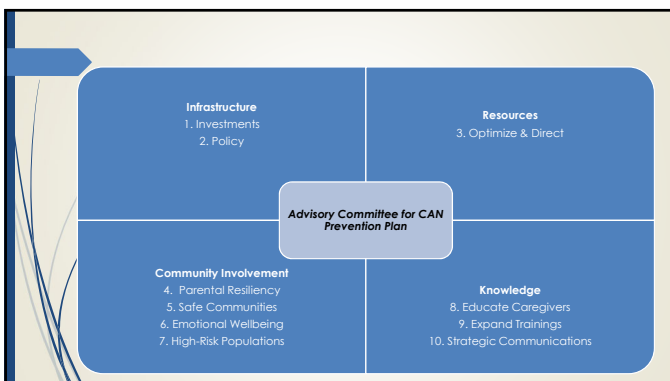 Infrastructure
1. Investments
2. Policy
Resources
3. Optimize & Direct
Advisory Committee for CAN
Prevention Plan
Community Involvement
4. Parental Resiliency
5. Safe Communities
6. Emotional Wellbeing
7. High-Risk Populations
Knowledge
8. Educate Caregivers
9. Expand Trainings
10. Strategic Communications